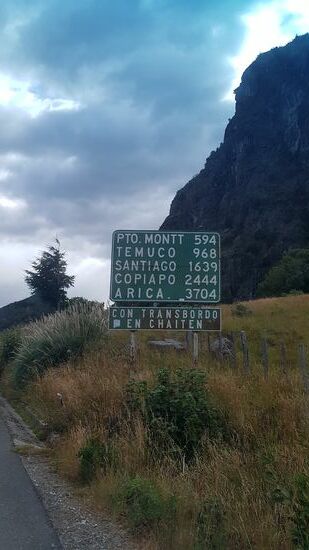 PTO. MONTT 594
TEMUCO 968
SANTIAGO 1639
COPIAPO 2444
ARICA 3704
CON TRANSBORDO
EN CHAITEN